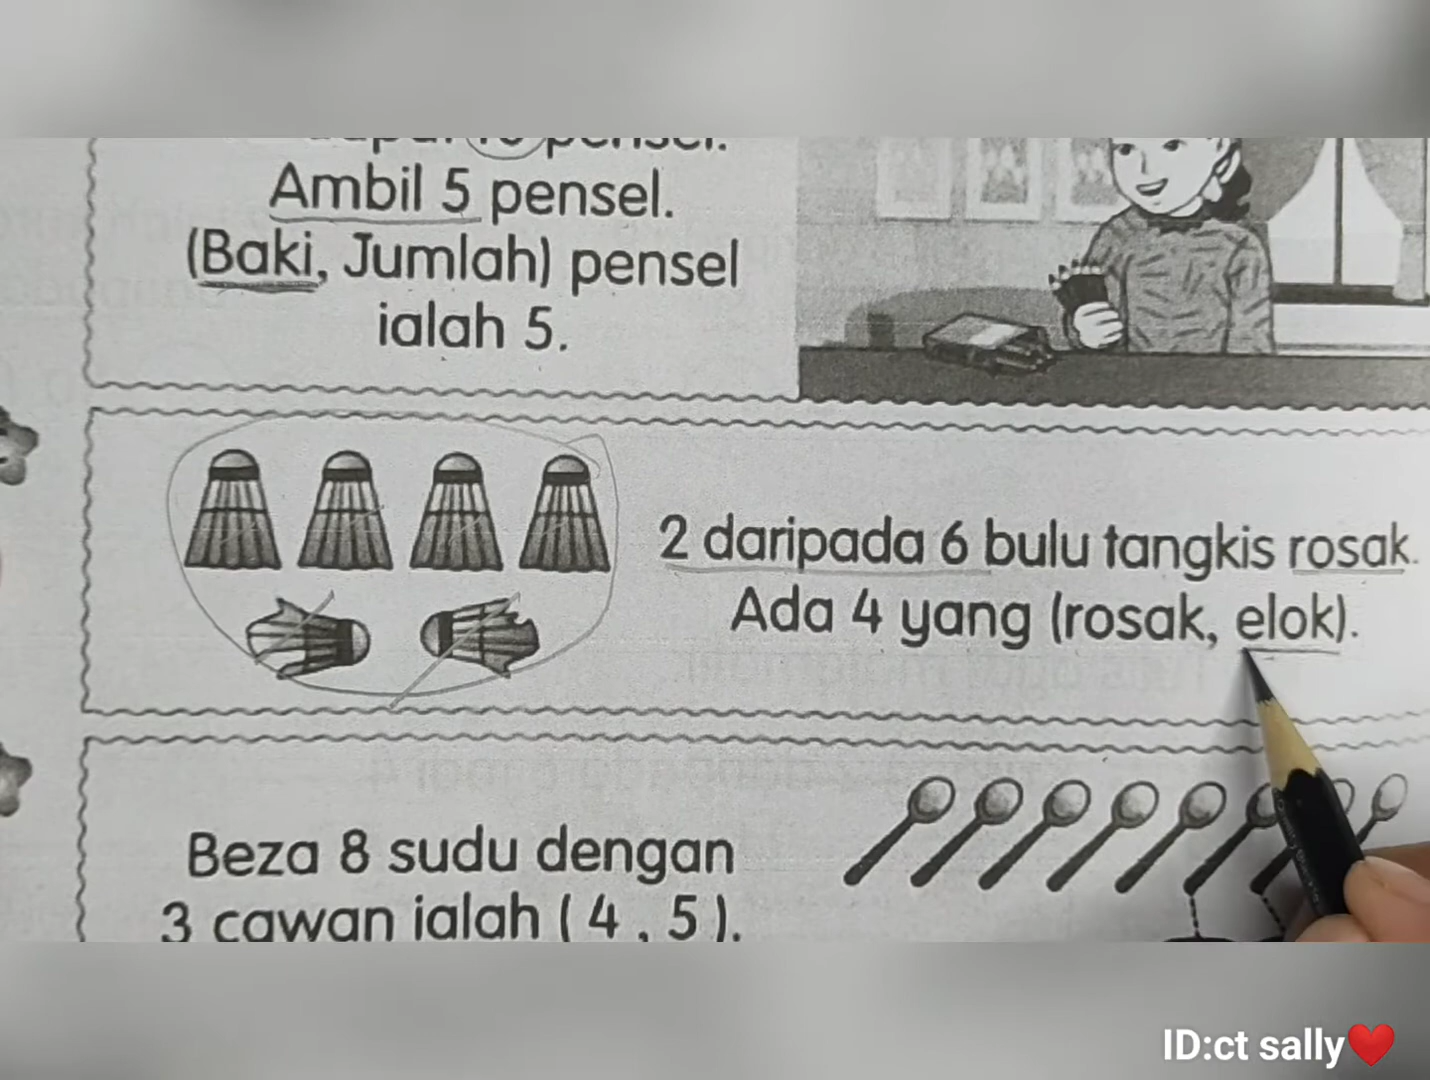 pensel.
Ambil 5 pensel.
(Baki, Jumlah) pensel
ialah 5.
2 daripada 6 bulu tangkis rosak.
Ada 4 yang (rosak, elok).
Beza 8 sudu dengan
3 cawan ialah ( 4 , 5 ).
ID:ct sally❤️